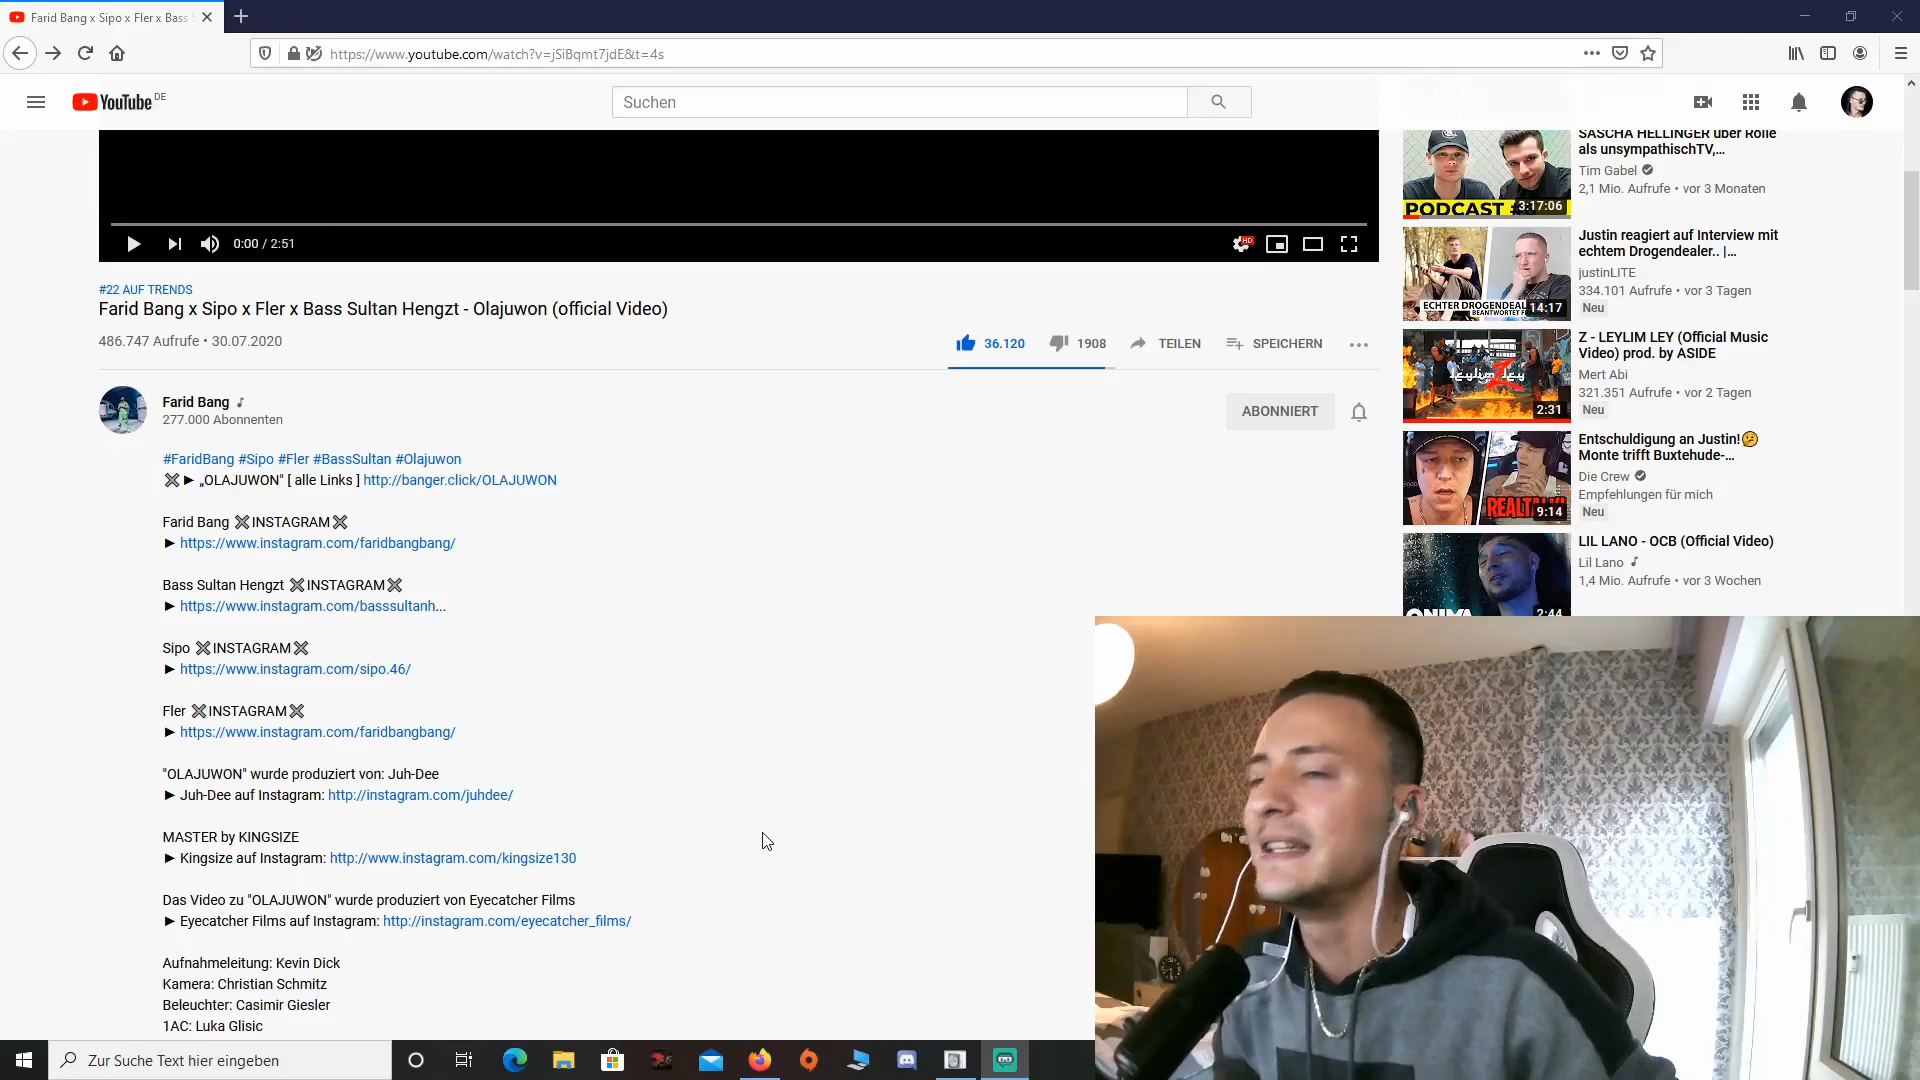 Farid Bang x Sipo x Fler x Bass
https://www.youtube.com/watch?v=jSiBqmt7jdE&t=4s
YouTube DE
Suchen
0:00 / 2:51
HD
#22 AUF TRENDS
Farid Bang x Sipo x Fler x Bass Sultan Hengzt - Olajuwon (official Video)
486.747 Aufrufe • 30.07.2020
36.120
1908
TEILEN
SPEICHERN
Farid Bang
277.000 Abonnenten
ABONNIERT
#FaridBang #Sipo #Fler #BassSultan #Olajuwon
► „OLAJUWON" [ alle Links ] http://banger.click/OLAJUWON
Farid Bang ✖️INSTAGRAM✖️
► https://www.instagram.com/faridbangbang/
Bass Sultan Hengzt ✖️INSTAGRAM✖️
► https://www.instagram.com/basssultanh...
Sipo ✖️INSTAGRAM✖️
► https://www.instagram.com/sipo.46/
Fler ✖️INSTAGRAM✖️
► https://www.instagram.com/faridbangbang/
"OLAJUWON" wurde produziert von: Juh-Dee
► Juh-Dee auf Instagram: http://instagram.com/juhdee/
MASTER by KINGSIZE
► Kingsize auf Instagram: http://www.instagram.com/kingsize130
Das Video zu "OLAJUWON" wurde produziert von Eyecatcher Films
► Eyecatcher Films auf Instagram: http://instagram.com/eyecatcher_films/
Aufnahmeleitung: Kevin Dick
Kamera: Christian Schmitz
Beleuchter: Casimir Giesler
1AC: Luka Glisic
SASCHA HELLINGER über Rolle
als unsympathischTV,...
Tim Gabel
2,1 Mio. Aufrufe • vor 3 Monaten
PODCAST
3:17:06
Justin reagiert auf Interview mit
echtem Drogendealer.. |...
justinLITE
334.101 Aufrufe • vor 3 Tagen
Neu
ECHTER DROGENDEAL
BEANTWORTET
14:17
Z - LEYLIM LEY (Official Music
Video) prod. by ASIDE
Mert Abi
321.351 Aufrufe • vor 2 Tagen
Neu
leylim ley
2:31
Entschuldigung an Justin!😕
Monte trifft Buxtehude-...
Die Crew
Empfehlungen für mich
Neu
REALTALK
9:14
LIL LANO - OCB (Official Video)
Lil Lano
1,4 Mio. Aufrufe • vor 3 Wochen
2:44
Zur Suche Text hier eingeben